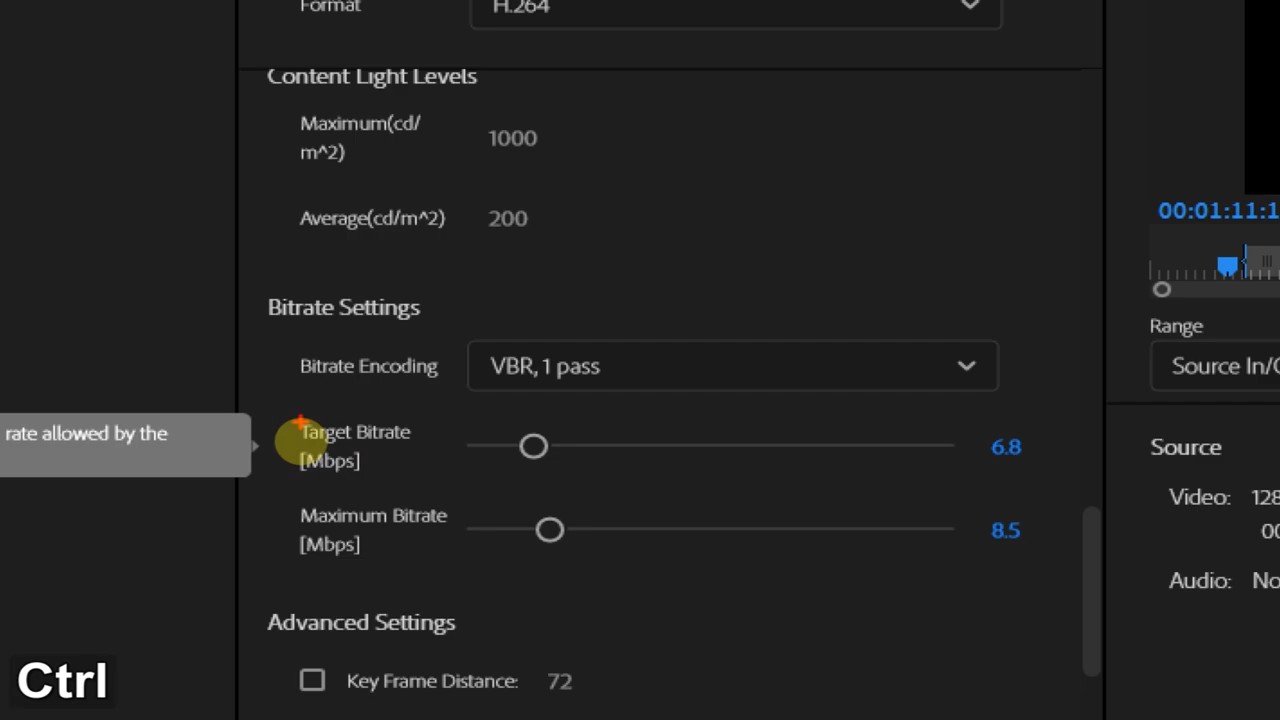 Format
H.264
Content Light Levels
Maximum(cd/
m^2)
1000
Average(cd/m^2)
200
Bitrate Settings
Bitrate Encoding
VBR, 1 pass
rate allowed by the
Target Bitrate
[Mbps]
6.8
Maximum Bitrate
[Mbps]
8.5
Advanced Settings
Key Frame Distance:
72
Ctrl
00:01:11:1
Range
Source In/
Source
Video:
128
00
Audio:
No